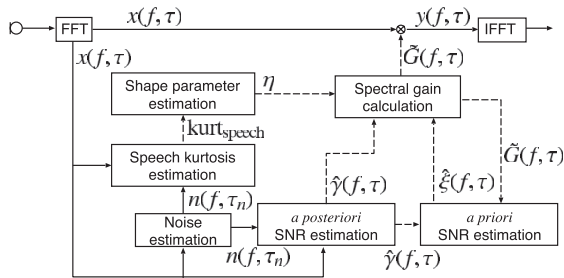 x(f, τ)
y(f, τ)
FFT
IFFT
x(f, τ)
G̃(f, τ)
Shape parameter
estimation
η
Spectral gain
calculation
kurt_speech
Speech kurtosis
estimation
G̃(f, τ)
γ̂(f, τ)
ξ̂(f, τ)
n(f, τ_n)
Noise
estimation
a posteriori
SNR estimation
a priori
SNR estimation
n(f, τ_n)
γ̂(f, τ)